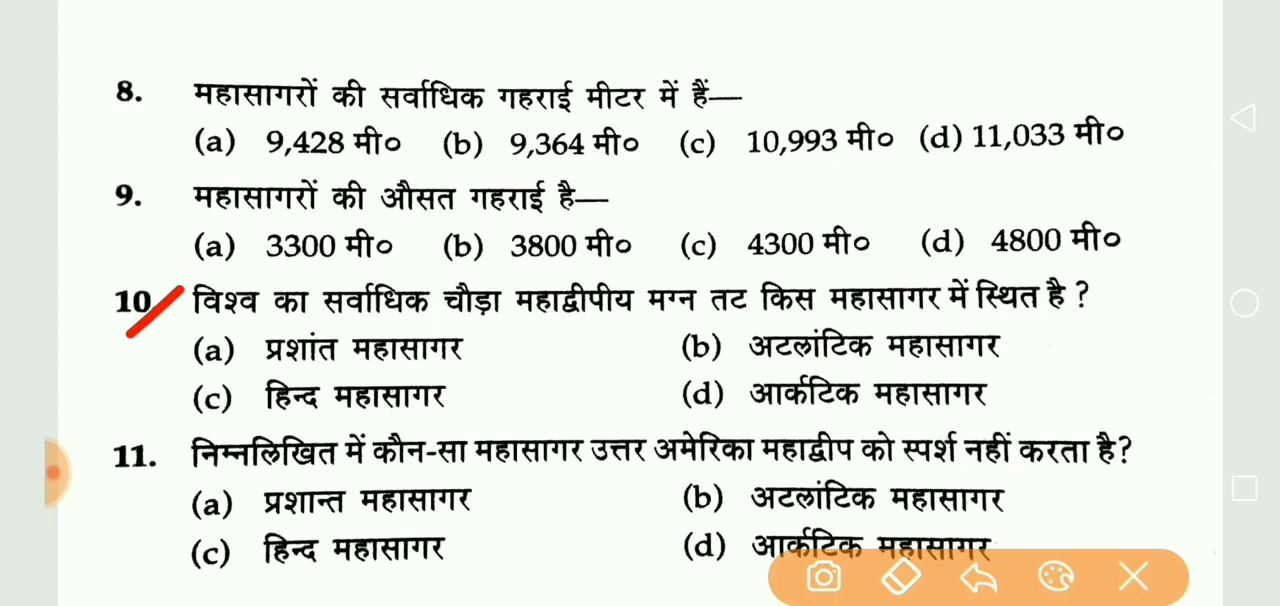 8. महासागरों की सर्वाधिक गहराई मीटर में हैं—
(a) 9,428 मी० (b) 9,364 मी० (c) 10,993 मी० (d) 11,033 मी०
9. महासागरों की औसत गहराई है—
(a) 3300 मी० (b) 3800 मी० (c) 4300 मी० (d) 4800 मी०
10. विश्व का सर्वाधिक चौड़ा महाद्वीपीय मग्न तट किस महासागर में स्थित है ?
(a) प्रशांत महासागर (b) अटलांटिक महासागर
(c) हिन्द महासागर (d) आर्कटिक महासागर
11. निम्नलिखित में कौन-सा महासागर उत्तर अमेरिका महाद्वीप को स्पर्श नहीं करता है?
(a) प्रशान्त महासागर (b) अटलांटिक महासागर
(c) हिन्द महासागर (d) आर्कटिक महासागर